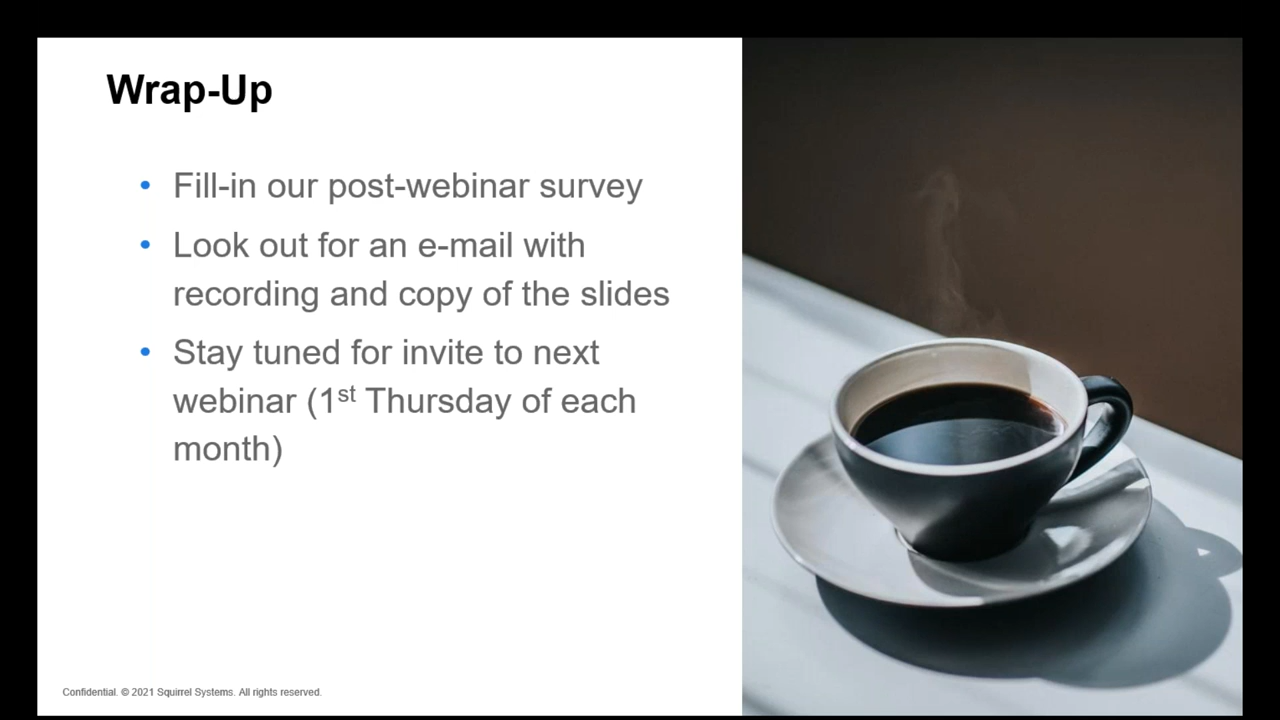 Wrap-Up
• Fill-in our post-webinar survey
• Look out for an e-mail with
recording and copy of the slides
• Stay tuned for invite to next
webinar (1st Thursday of each
month)
Confidential. © 2021 Squirrel Systems. All rights reserved.